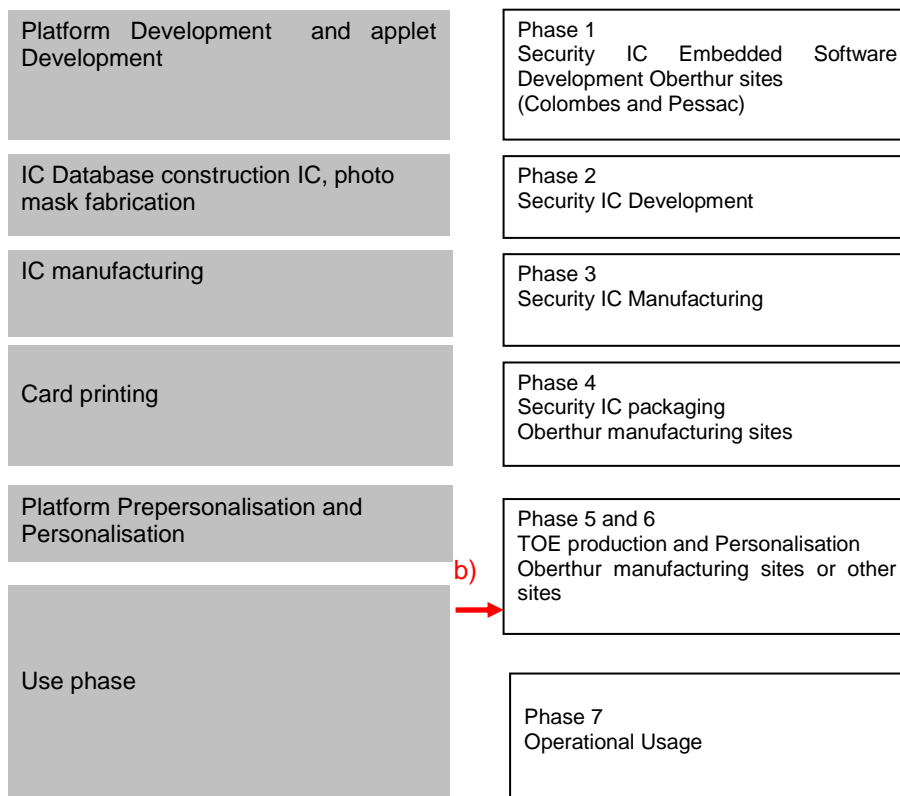 Platform Development and applet
Development
Phase 1
Security IC Embedded Software
Development Oberthur sites
(Colombes and Pessac)
IC Database construction IC, photo
mask fabrication
Phase 2
Security IC Development
IC manufacturing
Phase 3
Security IC Manufacturing
Card printing
Phase 4
Security IC packaging
Oberthur manufacturing sites
Platform Prepersonalisation and
Personalisation
Phase 5 and 6
TOE production and Personalisation
Oberthur manufacturing sites or other
sites
b)
Use phase
Phase 7
Operational Usage